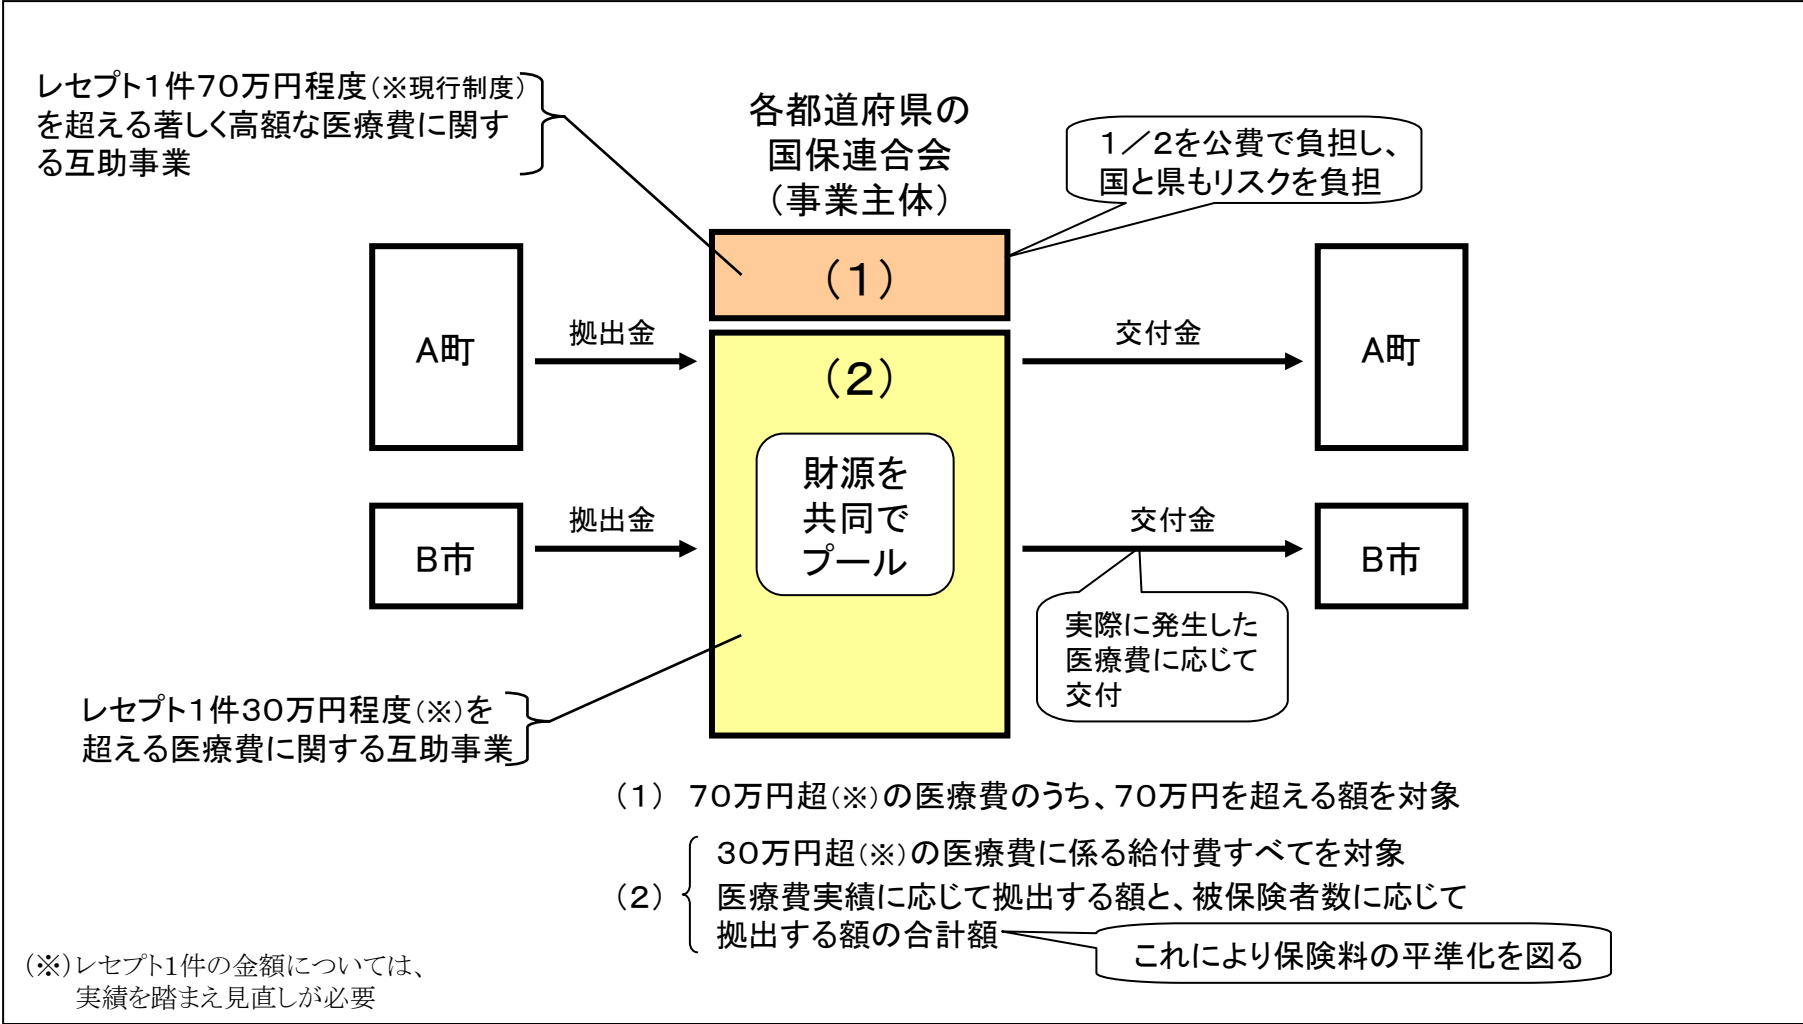 レセプト1件70万円程度(※現行制度)
を超える著しく高額な医療費に関す
る互助事業
各都道府県の
国保連合会
(事業主体)
1/2を公費で負担し、
国と県もリスクを負担
(1)
A町
拠出金
(2)
交付金
A町
財源を
共同で
プール
B市
拠出金
交付金
B市
実際に発生した
医療費に応じて
交付
レセプト1件30万円程度(※)を
超える医療費に関する互助事業
(1) 70万円超(※)の医療費のうち、70万円を超える額を対象
(2)
30万円超(※)の医療費に係る給付費すべてを対象
医療費実績に応じて拠出する額と、被保険者数に応じて
拠出する額の合計額
これにより保険料の平準化を図る
(※)レセプト1件の金額については、
実績を踏まえ見直しが必要